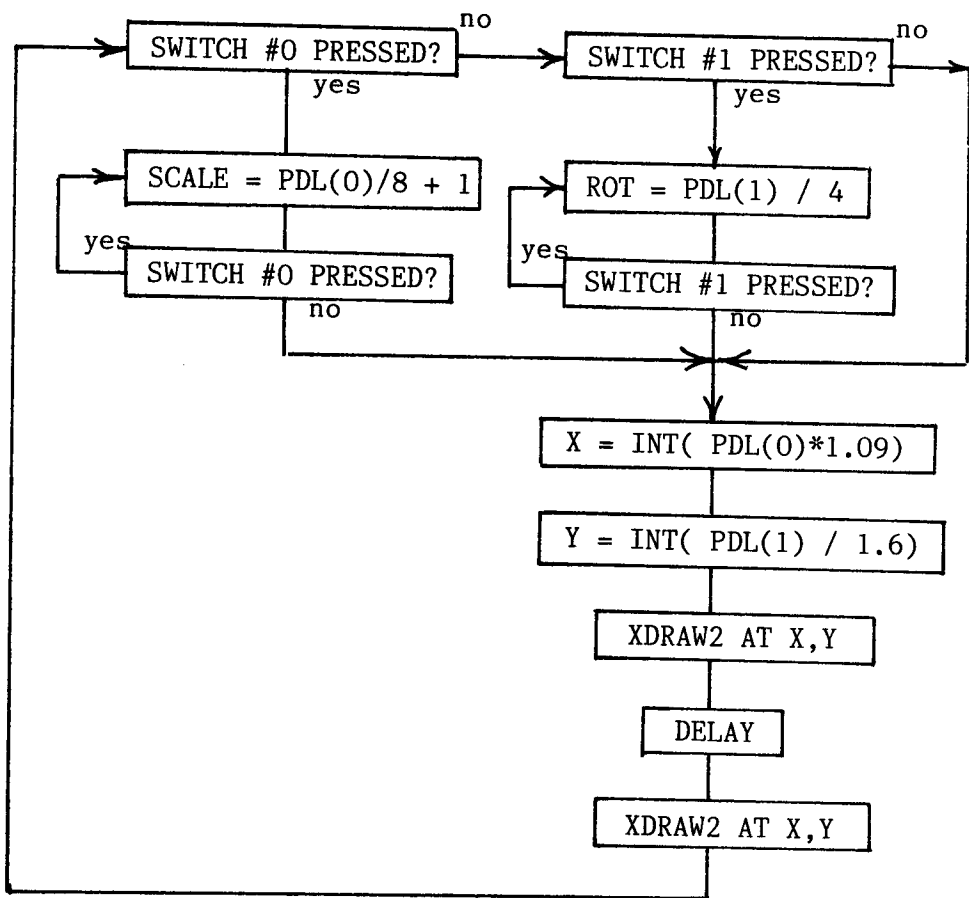 no
SWITCH #0 PRESSED?
yes
no
SWITCH #1 PRESSED?
yes
SCALE = PDL(0)/8 + 1
yes
SWITCH #0 PRESSED?
no
ROT = PDL(1) / 4
yes
SWITCH #1 PRESSED?
no
X = INT( PDL(0)*1.09)
Y = INT( PDL(1) / 1.6)
XDRAW2 AT X,Y
DELAY
XDRAW2 AT X,Y